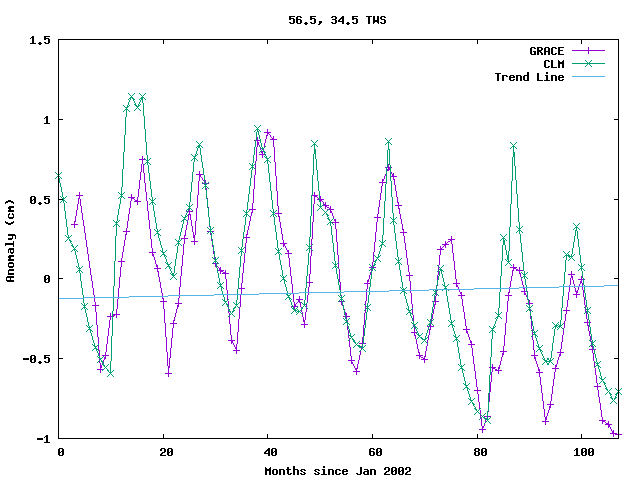 56.5, 34.5 TWS
1.5
1
0.5
0
-0.5
-1
Anomaly (cm)
GRACE
CLM
Trend Line
0 20 40 60 80 100
Months since Jan 2002